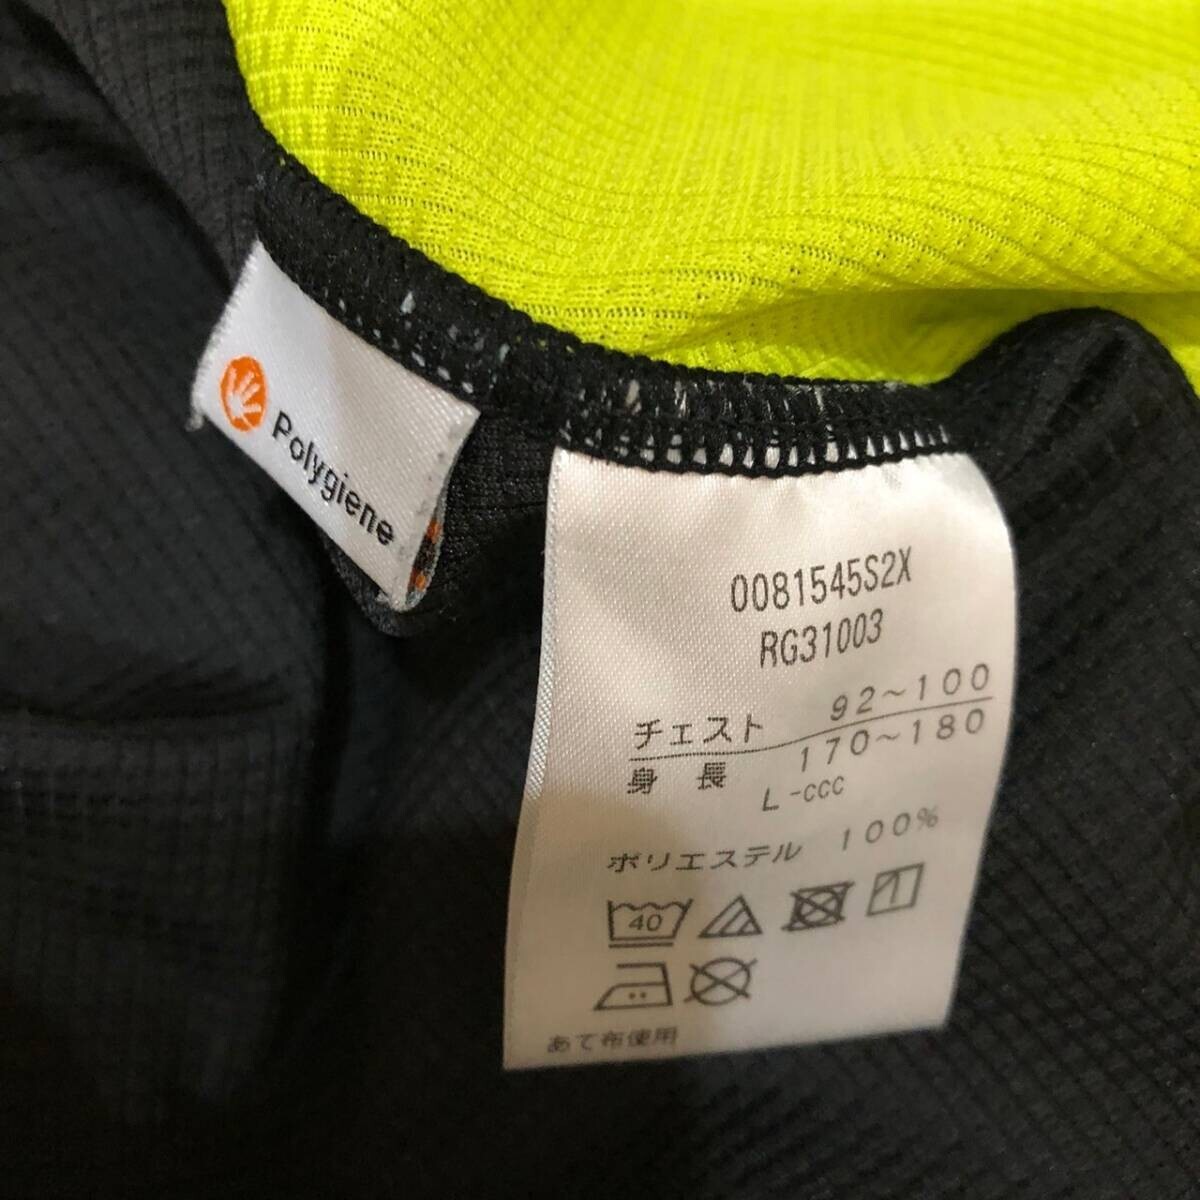 Polygiene
0081545S2X
RG31003
チェスト 92～100
身長 170～180
L-ccc
ポリエステル 100%
40
あて布使用